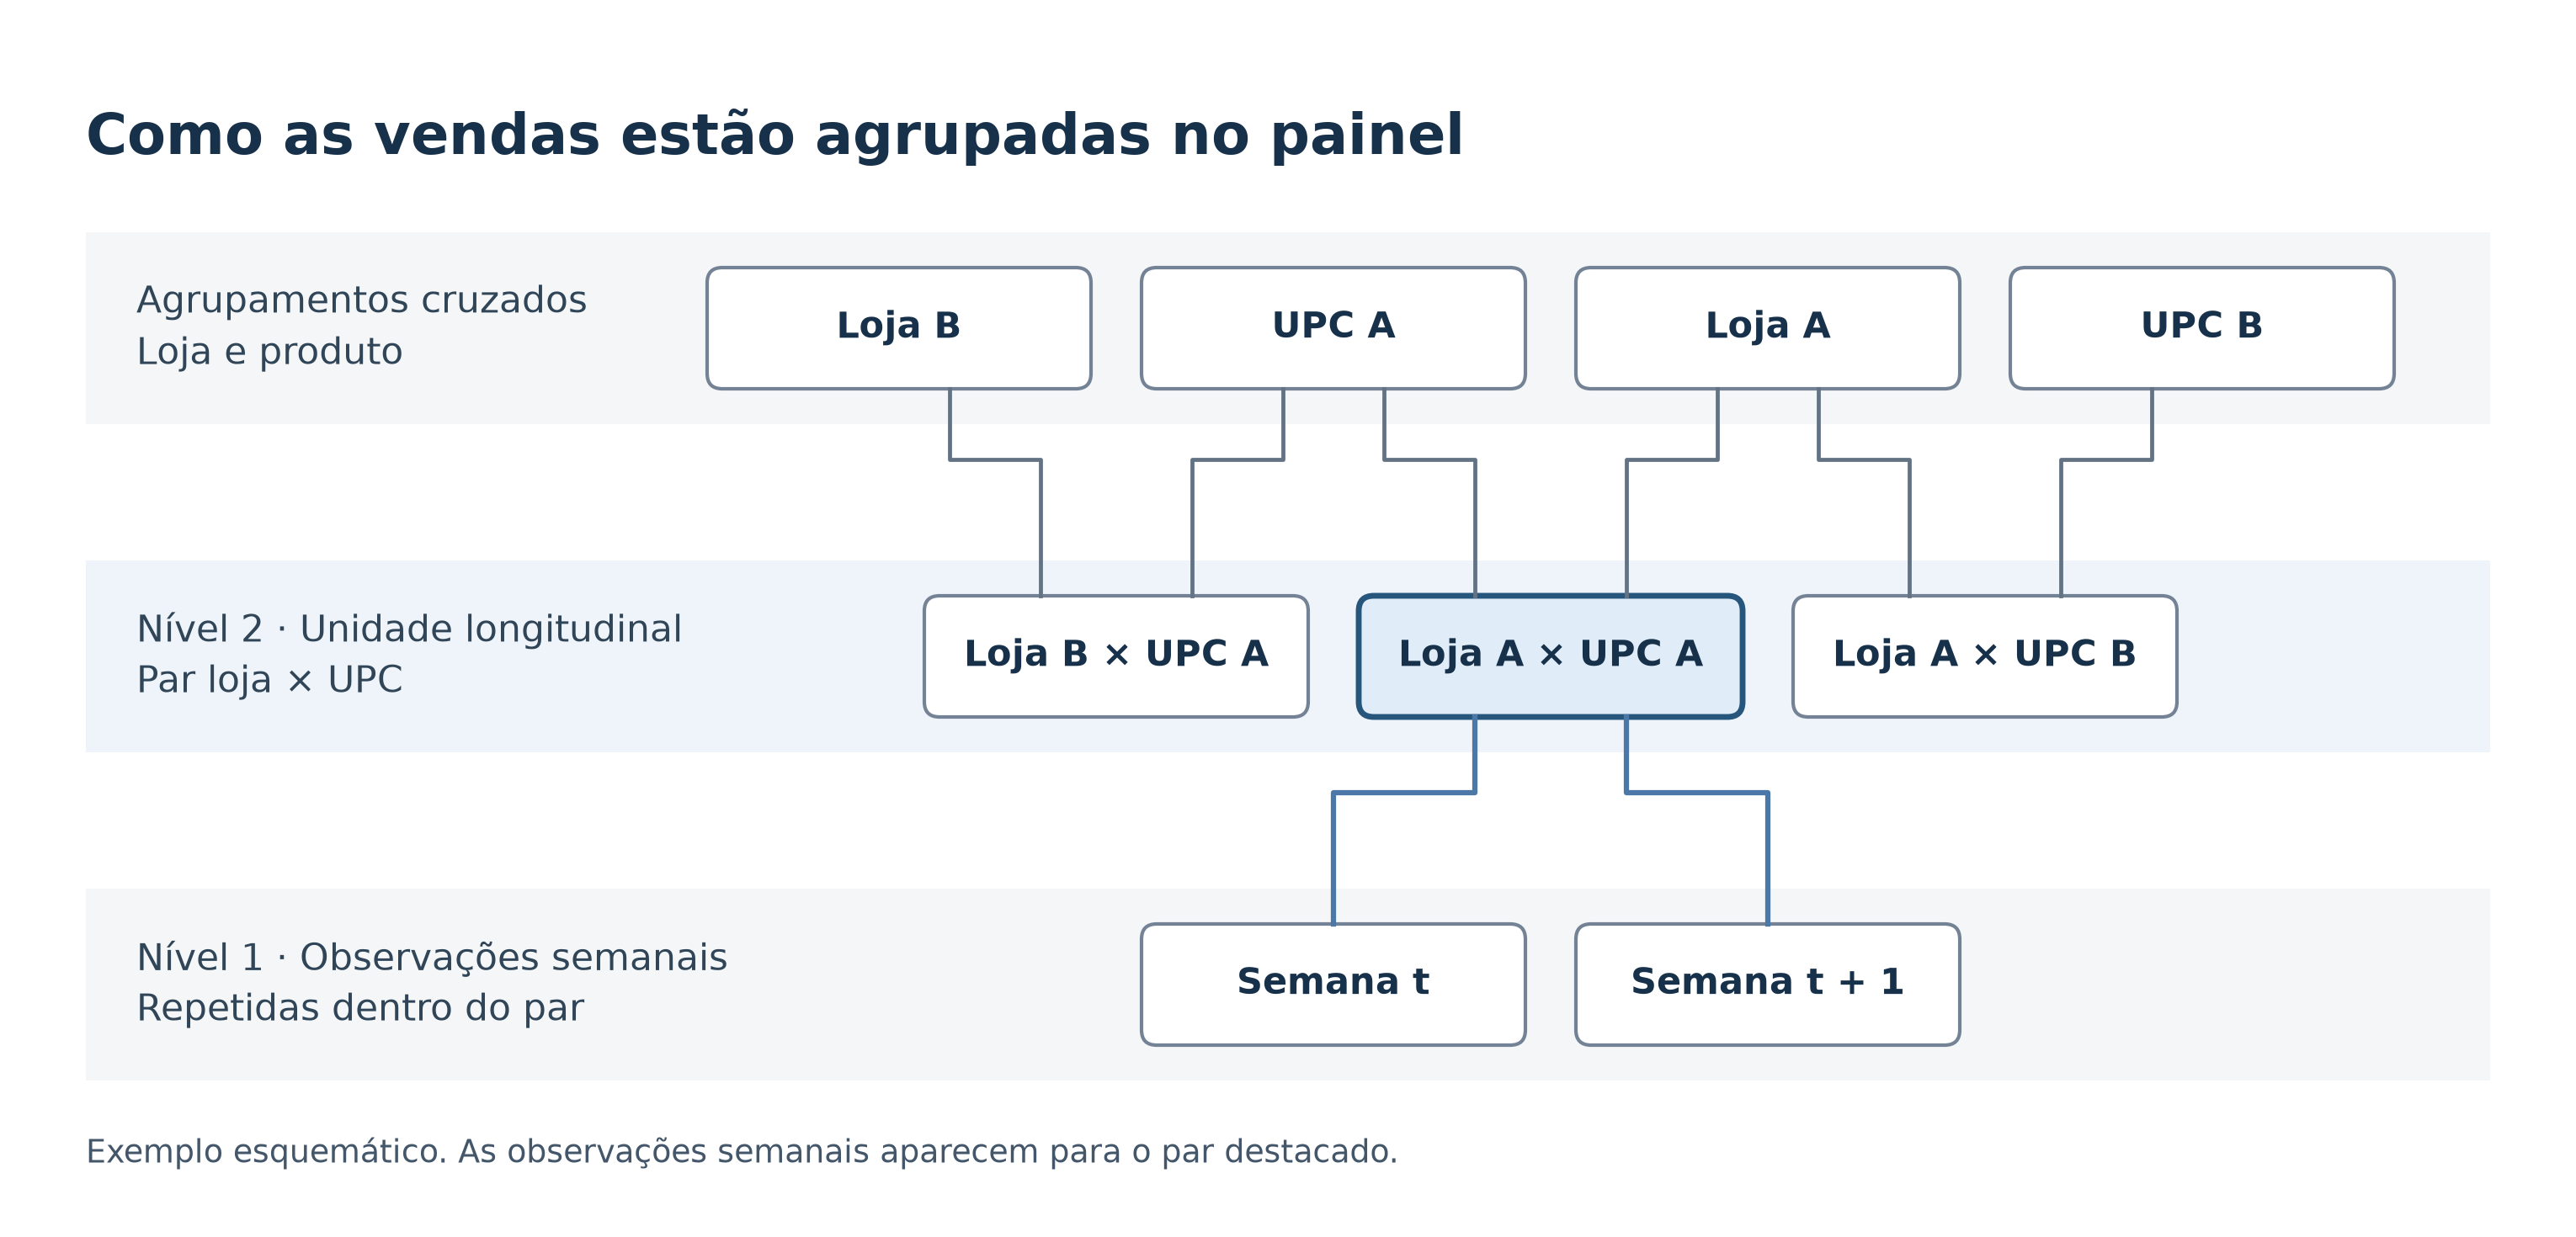 Como as vendas estão agrupadas no painel
Agrupamentos cruzados
Loja e produto
Loja B
UPC A
Loja A
UPC B
Nível 2 · Unidade longitudinal
Par loja × UPC
Loja B × UPC A
Loja A × UPC A
Loja A × UPC B
Nível 1 · Observações semanais
Repetidas dentro do par
Semana t
Semana t + 1
Exemplo esquemático. As observações semanais aparecem para o par destacado.